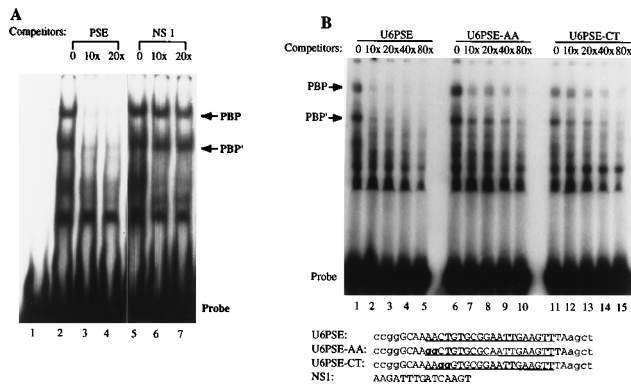 A
Competitors: PSE NS 1
0 10x 20x 0 10x 20x
PBP
PBP'
Probe
1 2 3 4 5 6 7
B
U6PSE U6PSE-AA U6PSE-CT
Competitors: 0 10x 20x 40x 80x 0 10x 20x 40x 80x 0 10x 20x 40x 80x
PBP
PBP'
Probe
1 2 3 4 5 6 7 8 9 10 11 12 13 14 15
U6PSE: ccggGCAAAACTGTGCGGAATTGAAGTTTAagct
U6PSE-AA: ccggGCAAggCTGTGCGCAATTGAAGTTTAagct
U6PSE-CT: ccggGCAAAAggGTGCGGAATTGAAGTTTAagct
NS1: AAGATTTGATCAAGT